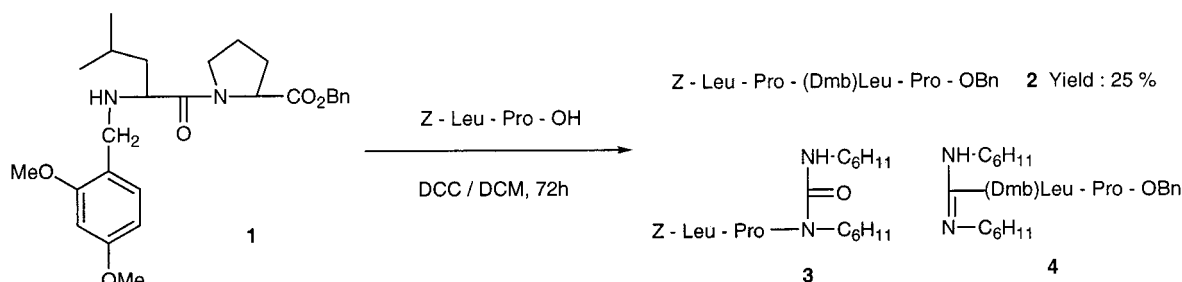 HN
CH2
MeO
OMe
O
N
CO2Bn
1
Z - Leu - Pro - OH
DCC / DCM, 72h
Z - Leu - Pro - (Dmb)Leu - Pro - OBn 2 Yield : 25 %
NH-C6H11
O
Z - Leu - Pro N-C6H11
3
NH-C6H11
(Dmb)Leu - Pro - OBn
N-C6H11
4